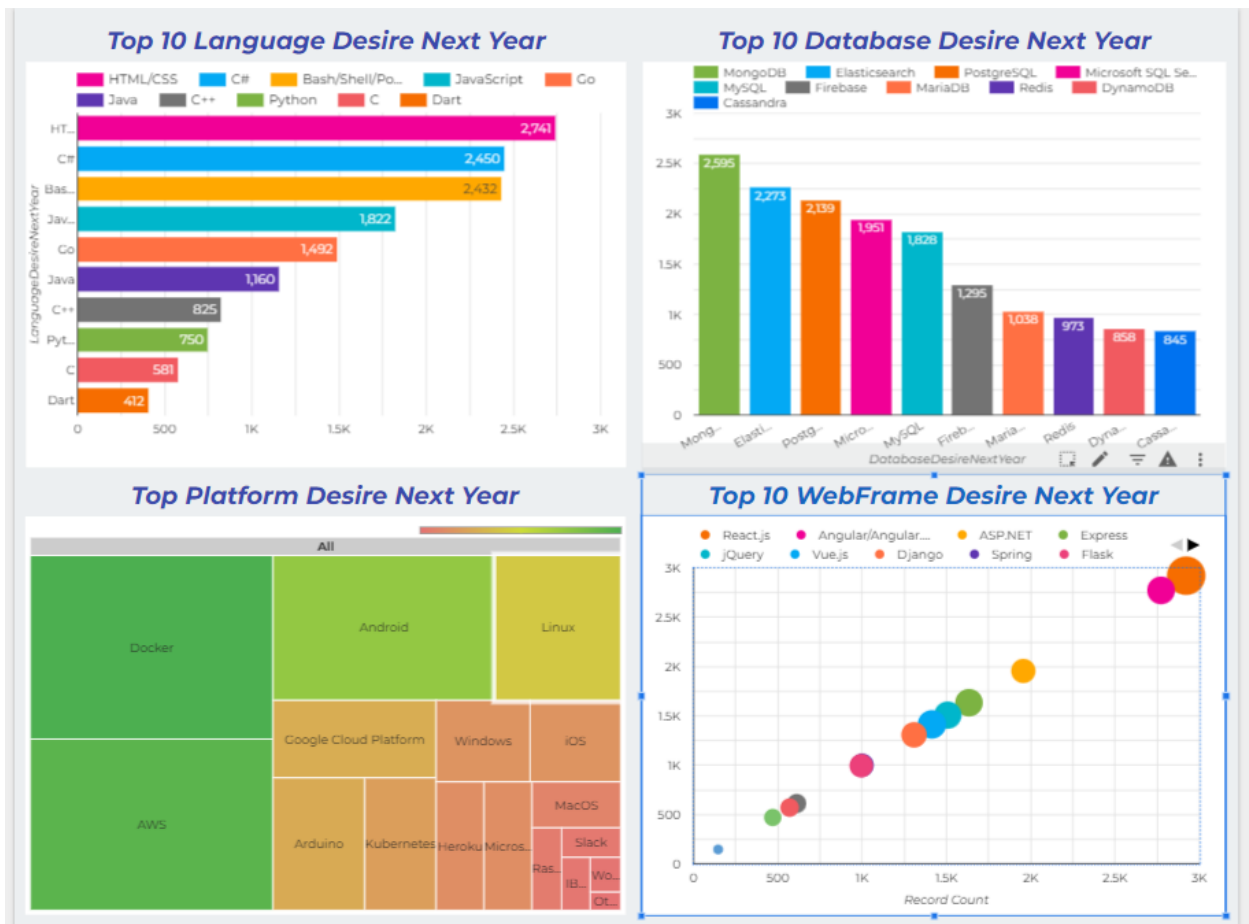 Top 10 Language Desire Next Year
HTML/CSS C# Bash/Shell/Po... JavaScript Go
Java C++ Python C Dart
LanguageDesireNextYear
HT... 2,741
C# 2,450
Bas... 2,432
Jav... 1,822
Go 1,492
Java 1,160
C++ 825
Pyt... 750
C 581
Dart 412
0 500 1K 1.5K 2K 2.5K 3K
Top 10 Database Desire Next Year
MongoDB Elasticsearch PostgreSQL Microsoft SQL Se...
MySQL Firebase MariaDB Redis DynamoDB
Cassandra
3K
2.5K
2K
1.5K
1K
500
0
2,595 2,273 2,139 1,951 1,828 1,295 1,038 973 858 845
Mong... Elasti... Postg... Micro... MySQL Fireb... Maria... Redis Dyna... Cassa...
DatabaseDesireNextYear
Top Platform Desire Next Year
All
Docker
Android
Linux
AWS
Google Cloud Platform
Windows
iOS
Arduino
Kubernetes
Heroku
Micros...
MacOS
Ras...
Slack
IB...
Wo...
Ot...
Top 10 WebFrame Desire Next Year
React.js Angular/Angular.... ASP.NET Express
jQuery Vue.js Django Spring Flask
3K
2.5K
2K
1.5K
1K
500
0
0 500 1K 1.5K 2K 2.5K 3K
Record Count